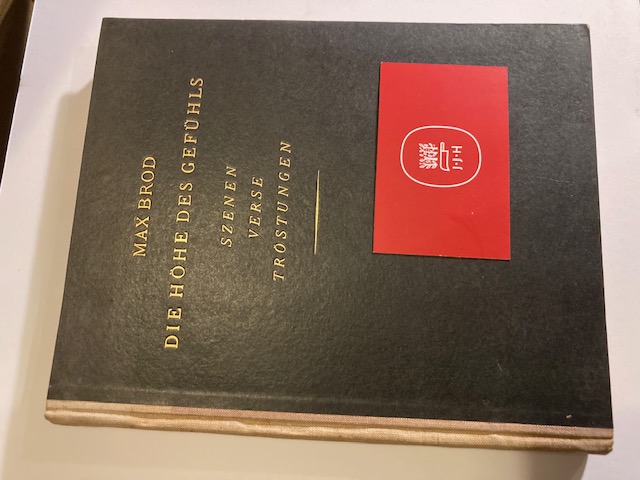 MAX BROD
DIE HÖHE DES GEFÜHLS
SZENEN
VERSE
TRÖSTUNGEN